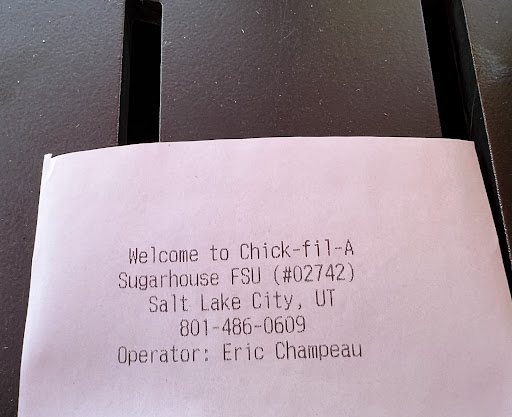 Welcome to Chick-fil-A
Sugarhouse FSU (#02742)
Salt Lake City, UT
801-486-0609
Operator: Eric Champeau